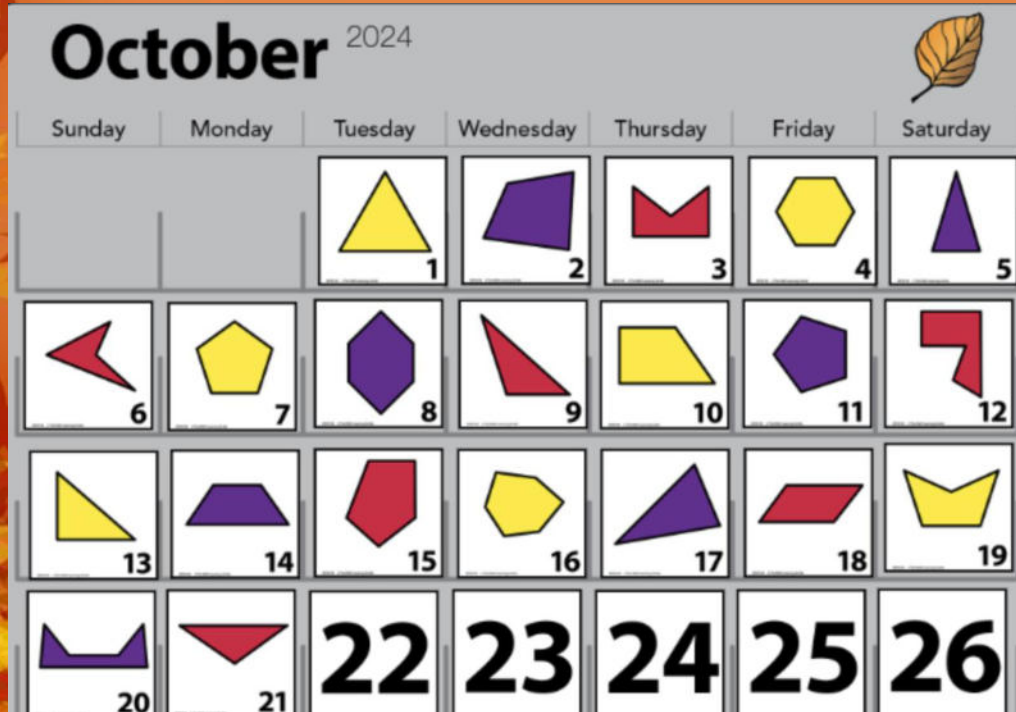 October 2024
Sunday Monday Tuesday Wednesday Thursday Friday Saturday
1 2 3 4 5
6 7 8 9 10 11 12
13 14 15 16 17 18 19
20 21 22 23 24 25 26